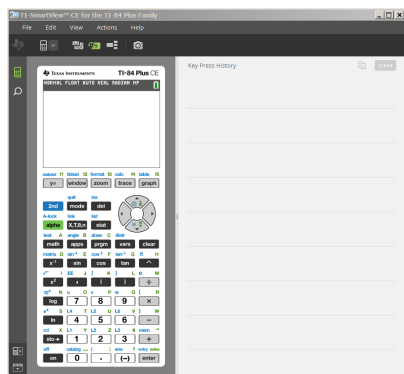 TI-SmartView™ CE for the TI-84 Plus Family
File Edit View Actions Help
Key Press History
CLEAR
TEXAS INSTRUMENTS TI-84 Plus CE
NORMAL FLOAT AUTO REAL RADIAN MP
statplot f1 tblset f2 format f3 calc f4 table f5
y= window zoom trace graph
quit ins
2nd mode del
A-lock link list
alpha X,T,θ,n stat
test A angle B draw C distr
math apps prgm vars clear
matrix D sin⁻¹ E cos⁻¹ F tan⁻¹ G π H
x⁻¹ sin cos tan ^
√ I EE J { K } L e M
x² , ( ) ÷
10ˣ N u O v P w Q [ R
log 7 8 9 ×
eˣ S L4 T L5 U L6 V ] W
ln 4 5 6 −
rcl X L1 Y L2 Z L3 θ mem "
sto→ 1 2 3 +
off catalog i : ans ? entry solve
on 0 . (−) enter